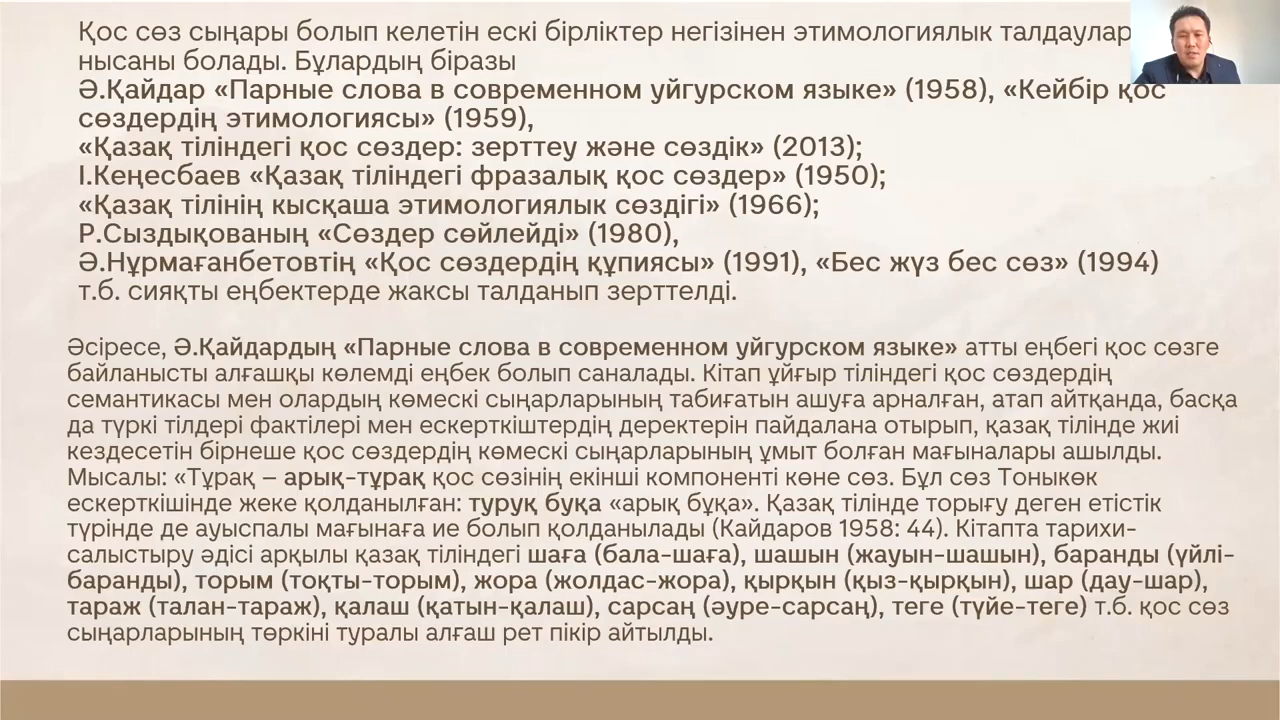 Қос сөз сыңары болып келетін ескі бірліктер негізінен этимологиялық талдаулар
нысаны болады. Бұлардың біразы
Ә.Қайдар «Парные слова в современном уйгурском языке» (1958), «Кейбір қос
сөздердің этимологиясы» (1959),
«Қазақ тіліндегі қос сөздер: зерттеу және сөздік» (2013);
І.Кеңесбаев «Қазақ тіліндегі фразалық қос сөздер» (1950);
«Қазақ тілінің кысқаша этимологиялык сөздігі» (1966);
Р.Сыздықованың «Сөздер сөйлейді» (1980),
Ә.Нұрмағанбетовтің «Қос сөздердің құпиясы» (1991), «Бес жүз бес сөз» (1994)
т.б. сияқты еңбектерде жаксы талданып зерттелді.
Әсіресе, Ә.Қайдардың «Парные слова в современном уйгурском языке» атты еңбегі қос сөзге
байланысты алғашқы көлемді еңбек болып саналады. Кітап ұйғыр тіліндегі қос сөздердің
семантикасы мен олардың көмескі сыңарларының табиғатын ашуға арналған, атап айтқанда, басқа
да түркі тілдері фактілері мен ескерткіштердің деректерін пайдалана отырып, қазақ тілінде жиі
кездесетін бірнеше қос сөздердің көмескі сыңарларының ұмыт болған мағыналары ашылды.
Мысалы: «Тұрақ – арық-тұрақ қос сөзінің екінші компоненті көне сөз. Бұл сөз Тоныкөк
ескерткішінде жеке қолданылған: туруқ буқа «арық бұқа». Қазақ тілінде торығу деген етістік
түрінде де ауыспалы мағынаға ие болып қолданылады (Кайдаров 1958: 44). Кітапта тарихи-
салыстыру әдісі арқылы қазақ тіліндегі шаға (бала-шаға), шашын (жауын-шашын), баранды (үйлі-
баранды), торым (тоқты-торым), жора (жолдас-жора), қырқын (қыз-қырқын), шар (дау-шар),
тараж (талан-тараж), қалаш (қатын-қалаш), сарсаң (әуре-сарсаң), теге (түйе-теге) т.б. қос сөз
сыңарларының төркіні туралы алғаш рет пікір айтылды.